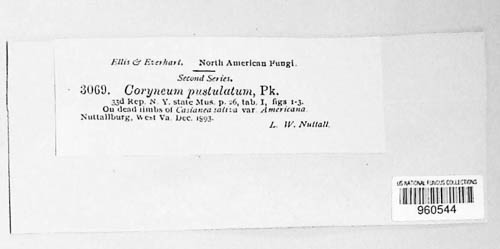 Ellis & Everhart. North American Fungi.
Second Series.
3069. Coryneum pustulatum, Pk.
33d Rep. N. Y. state Mus. p. 26, tab. I, figs 1-3.
On dead limbs of Castanea sativa var. Americana.
Nuttallburg, West Va. Dec. 1893.
L. W. Nuttall.
US NATIONAL FUNGUS COLLECTIONS
960544